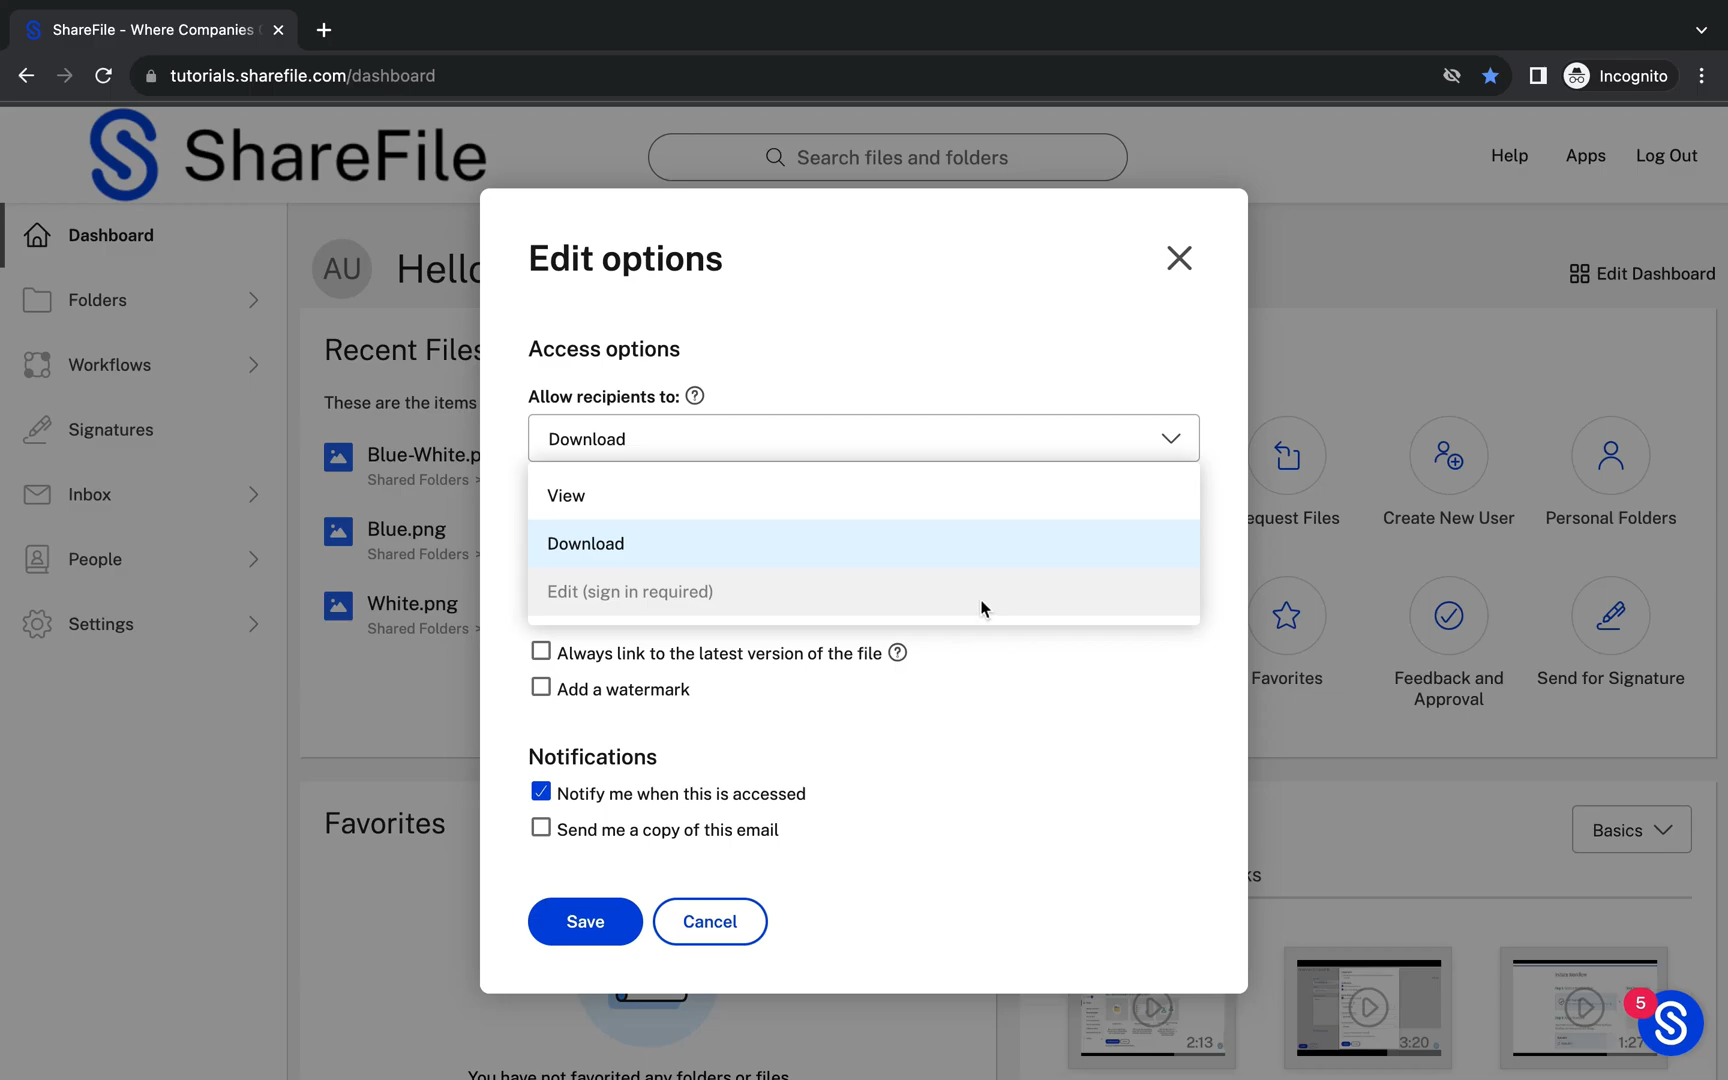 ShareFile - Where Companies
tutorials.sharefile.com/dashboard
Incognito
ShareFile
Search files and folders
Help
Apps
Log Out
Dashboard
Folders
Workflows
Signatures
Inbox
People
Settings
AU
Hello
Edit Dashboard
Recent Files
These are the items
Blue-White.p
Shared Folders >
Blue.png
Shared Folders >
White.png
Shared Folders >
Edit options
Access options
Allow recipients to:
Download
View
Download
Edit (sign in required)
Always link to the latest version of the file
Add a watermark
Notifications
Notify me when this is accessed
Send me a copy of this email
Save
Cancel
equest Files
Create New User
Personal Folders
Favorites
Feedback and
Approval
Send for Signature
Favorites
Basics
ks
2:13
3:20
1:27
5
You have not favorited any folders or files